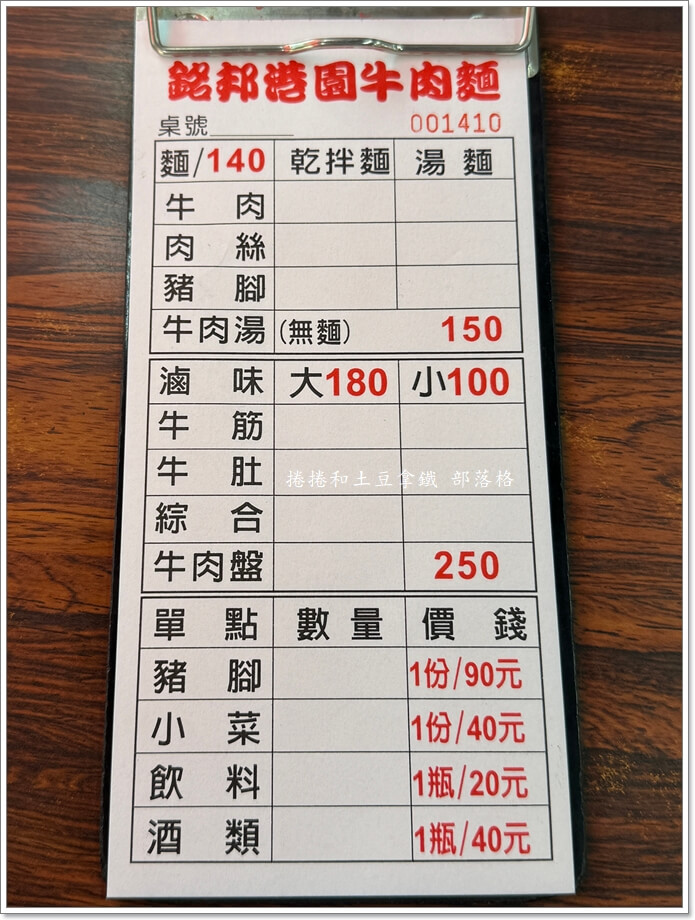 銘邦港園牛肉麵
桌號 001410
麵/140 乾拌麵 湯麵
牛肉
肉絲
豬腳
牛肉湯(無麵) 150
滷味 大180 小100
牛筋
牛肚
捲捲和土豆拿鐵 部落格
綜合
牛肉盤 250
單點 數量 價錢
豬腳 1份/90元
小菜 1份/40元
飲料 1瓶/20元
酒類 1瓶/40元